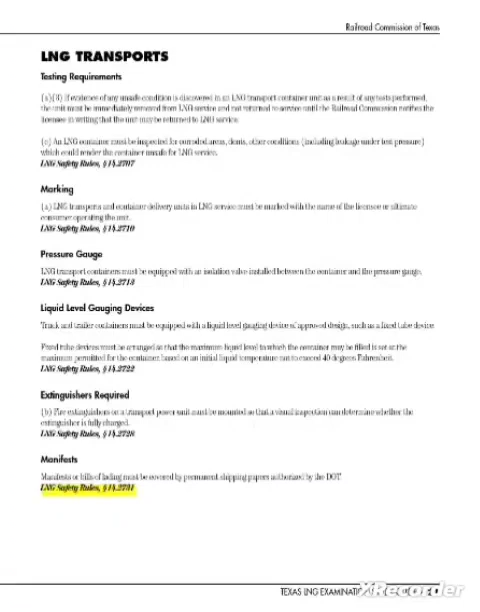 Railroad Commission of Texas
LNG TRANSPORTS
Testing Requirements
(a)(3) If evidence of any unsafe condition is discovered in an LNG transport container unit as a result of any tests performed,
the unit must be immediately removed from LNG service and not returned to service until the Railroad Commission notifies the
licensee in writing that the unit may be returned to LNG service.
(c) An LNG container must be inspected for corroded areas, dents, other conditions (including leakage under test pressure)
which could render the container unsafe for LNG service.
LNG Safety Rules, §14.2707
Marking
(a) LNG transports and container delivery units in LNG service must be marked with the name of the licensee or ultimate
consumer operating the unit.
LNG Safety Rules, §14.2710
Pressure Gauge
LNG transport containers must be equipped with an isolation valve installed between the container and the pressure gauge.
LNG Safety Rules, §14.2713
Liquid Level Gauging Devices
Truck and trailer containers must be equipped with a liquid level gauging device of approved design, such as a fixed tube device.
Fixed tube devices must be arranged so that the maximum liquid level to which the container may be filled is set at the
maximum permitted for the container, based on an initial liquid temperature not to exceed 40 degrees Fahrenheit.
LNG Safety Rules, §14.2722
Extinguishers Required
(b) Fire extinguishers on a transport power unit must be mounted so that a visual inspection can determine whether the
extinguisher is fully charged.
LNG Safety Rules, §14.2728
Manifests
Manifests or bills of lading must be covered by permanent shipping papers authorized by the DOT.
LNG Safety Rules, §14.2731
TEXAS LNG EXAMINATION
XRecorder